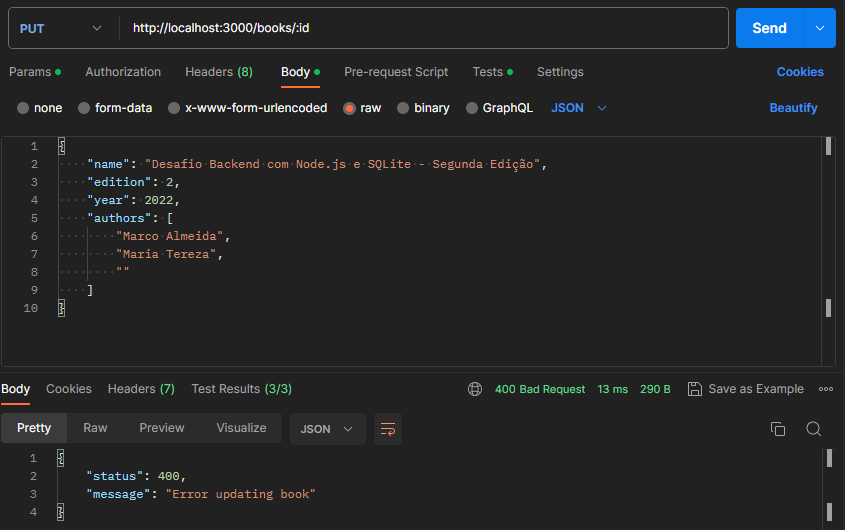 PUT http://localhost:3000/books/:id Send
Params Authorization Headers (8) Body Pre-request Script Tests Settings Cookies
none form-data x-www-form-urlencoded raw binary GraphQL JSON Beautify
1 {
2 "name": "Desafio Backend com Node.js e SQLite - Segunda Edição",
3 "edition": 2,
4 "year": 2022,
5 "authors": [
6 "Marco Almeida",
7 "Maria Tereza",
8 ""
9 ]
10 }
Body Cookies Headers (7) Test Results (3/3) 400 Bad Request 13 ms 290 B Save as Example
Pretty Raw Preview Visualize JSON
1 {
2 "status": 400,
3 "message": "Error updating book"
4 }